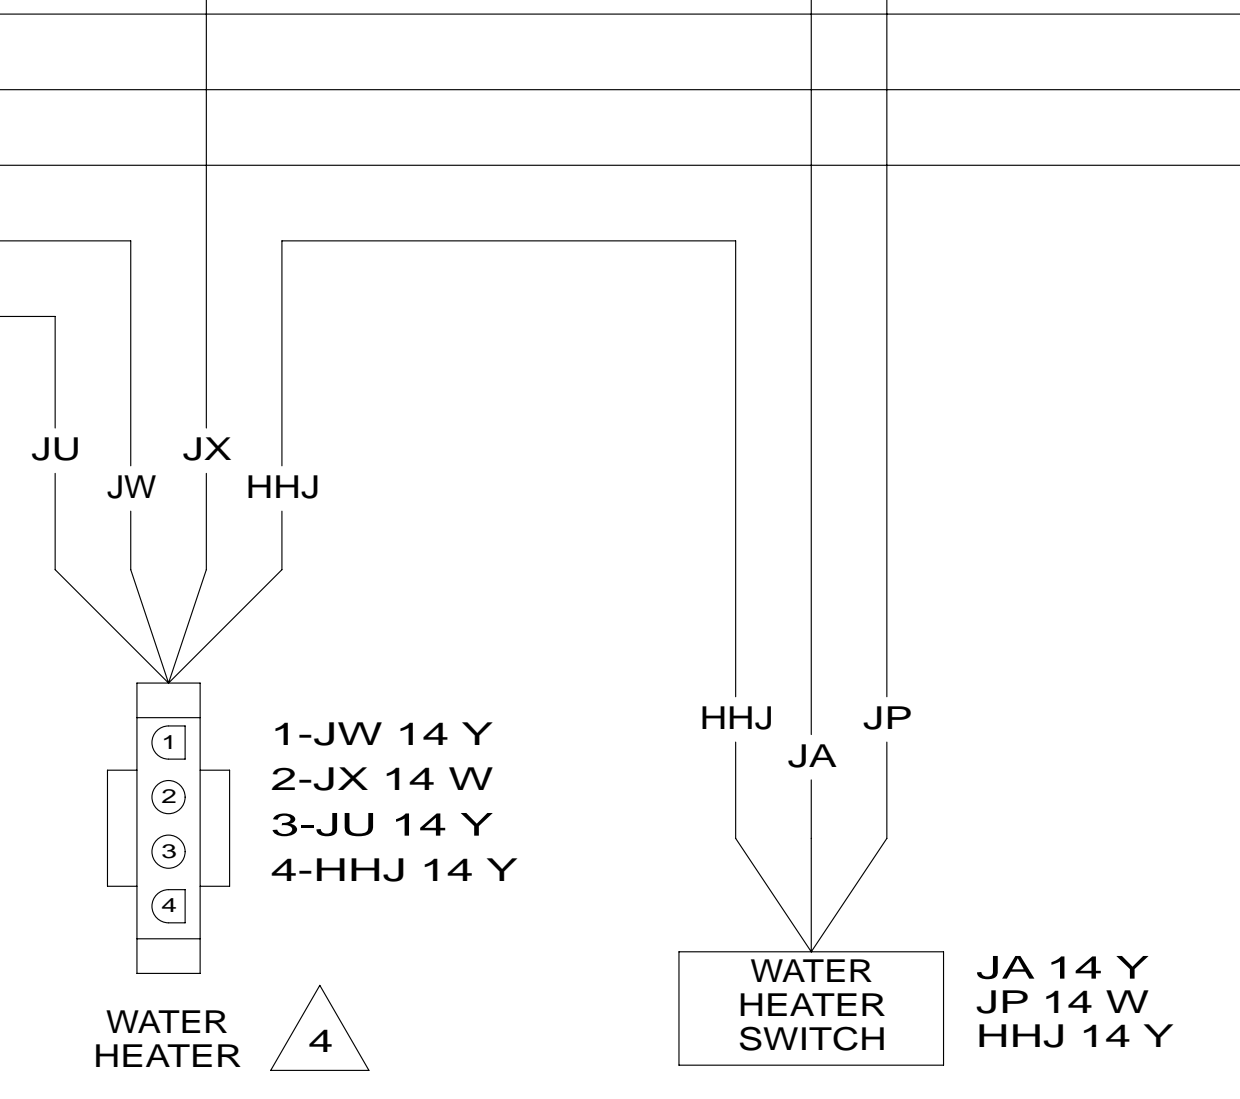 JU
JX
JW
HHJ
HHJ
JP
JA
1
2
3
4
1-JW 14 Y
2-JX 14 W
3-JU 14 Y
4-HHJ 14 Y
WATER
HEATER
4
WATER
HEATER
SWITCH
JA 14 Y
JP 14 W
HHJ 14 Y